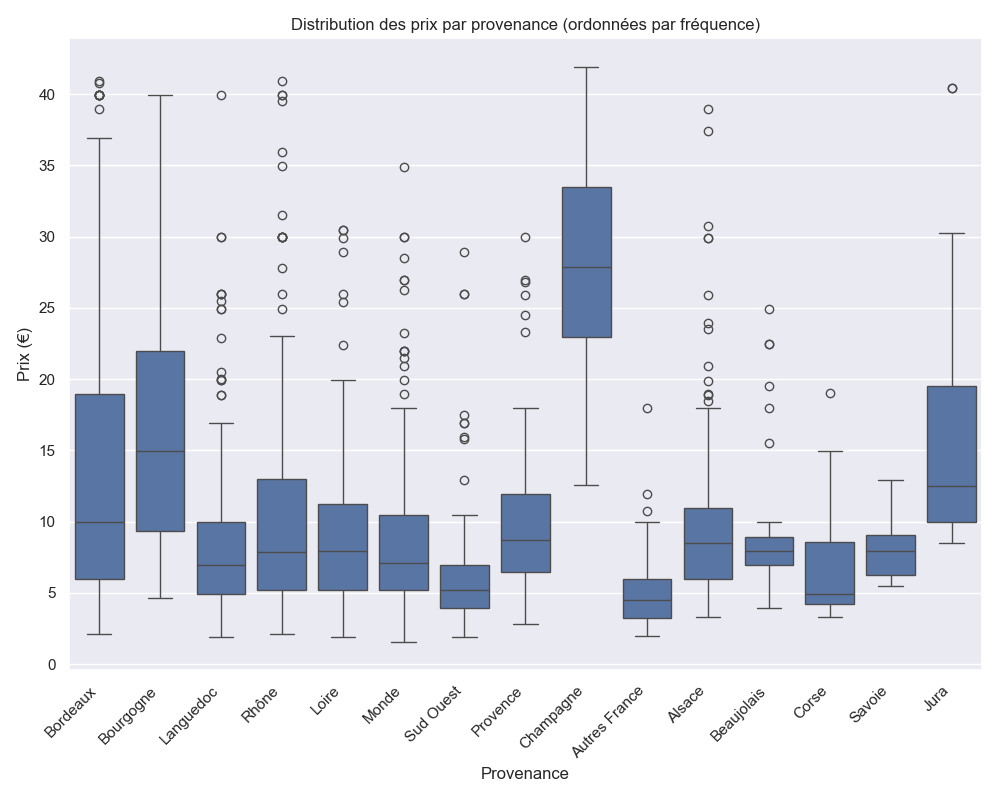 Distribution des prix par provenance (ordonnées par fréquence)
Prix (€)
40
35
30
25
20
15
10
5
0
Bordeaux
Bourgogne
Languedoc
Rhône
Loire
Monde
Sud Ouest
Provence
Champagne
Autres France
Alsace
Beaujolais
Corse
Savoie
Jura
Provenance